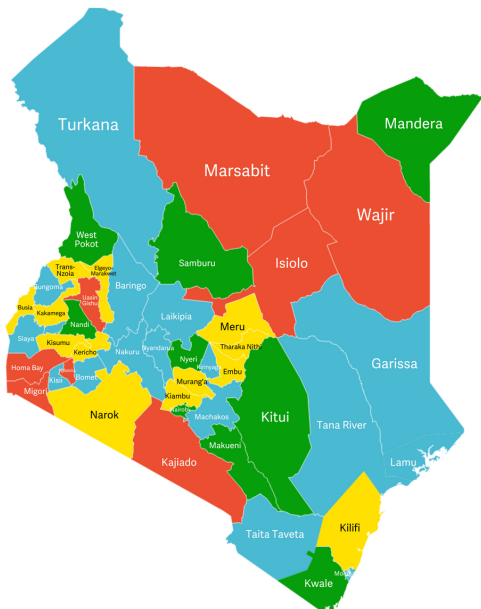 Turkana
Mandera
Marsabit
Wajir
West
Pokot
Samburu
Isiolo
Trans-
Nzoia
Elgeyo-
Marakwet
Baringo
Bungoma
Uasin
Gishu
Busia
Kakamega
Laikipia
Nandi
Meru
Siaya
Kisumu
Kericho
Nakuru
Nyandarua
Tharaka Nithi
Nyeri
Garissa
Homa Bay
Kisii
Bomet
Kirinyaga
Embu
Murang'a
Migori
Kiambu
Narok
Nairobi
Machakos
Kitui
Tana River
Makueni
Kajiado
Lamu
Kilifi
Taita Taveta
Kwale